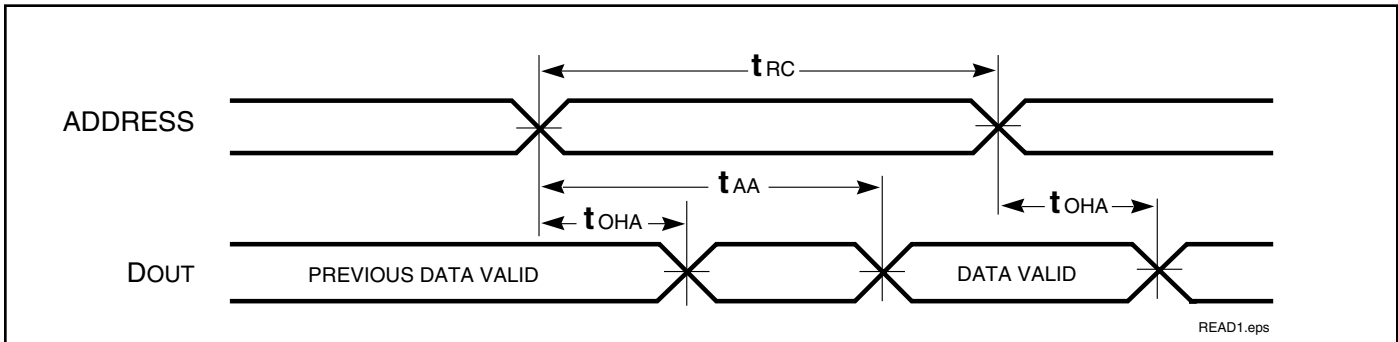 tRC
ADDRESS
tAA
tOHA
tOHA
DOUT
PREVIOUS DATA VALID
DATA VALID
READ1.eps